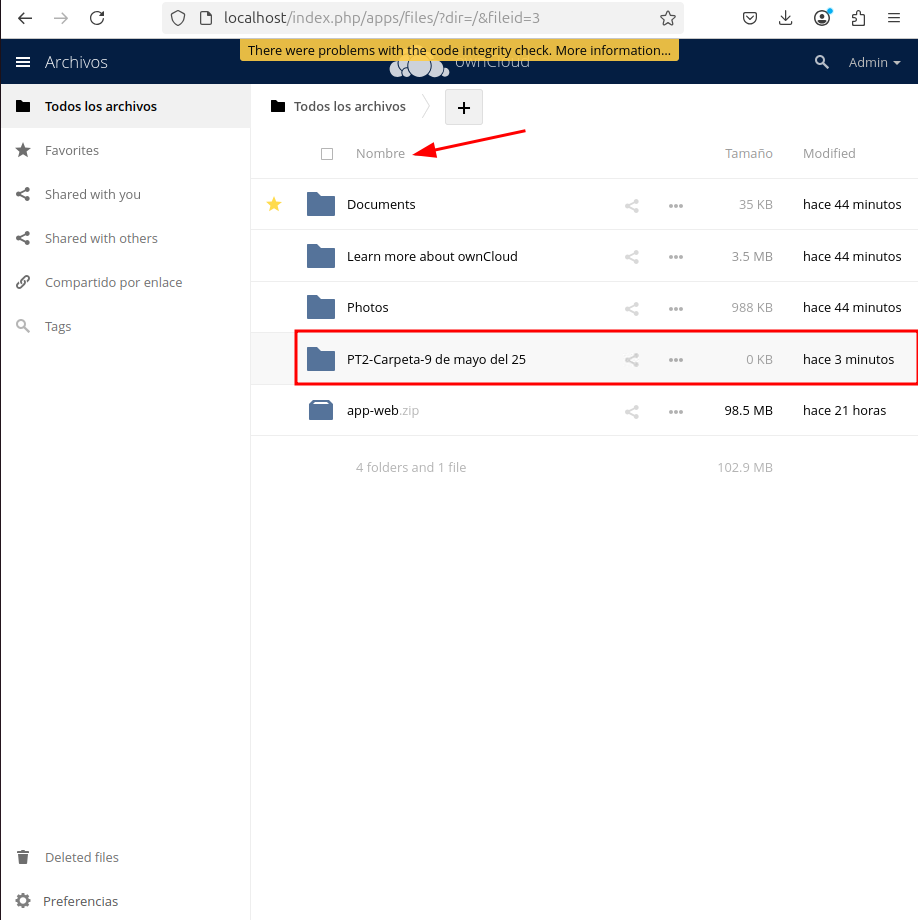 localhost/index.php/apps/files/?dir=/&fileid=3
There were problems with the code integrity check. More information...
Archivos
ownCloud
Admin
Todos los archivos
Favorites
Shared with you
Shared with others
Compartido por enlace
Tags
Deleted files
Preferencias
Todos los archivos
+
Nombre Tamaño Modified
Documents 35 KB hace 44 minutos
Learn more about ownCloud 3.5 MB hace 44 minutos
Photos 988 KB hace 44 minutos
PT2-Carpeta-9 de mayo del 25 0 KB hace 3 minutos
app-web.zip 98.5 MB hace 21 horas
4 folders and 1 file 102.9 MB